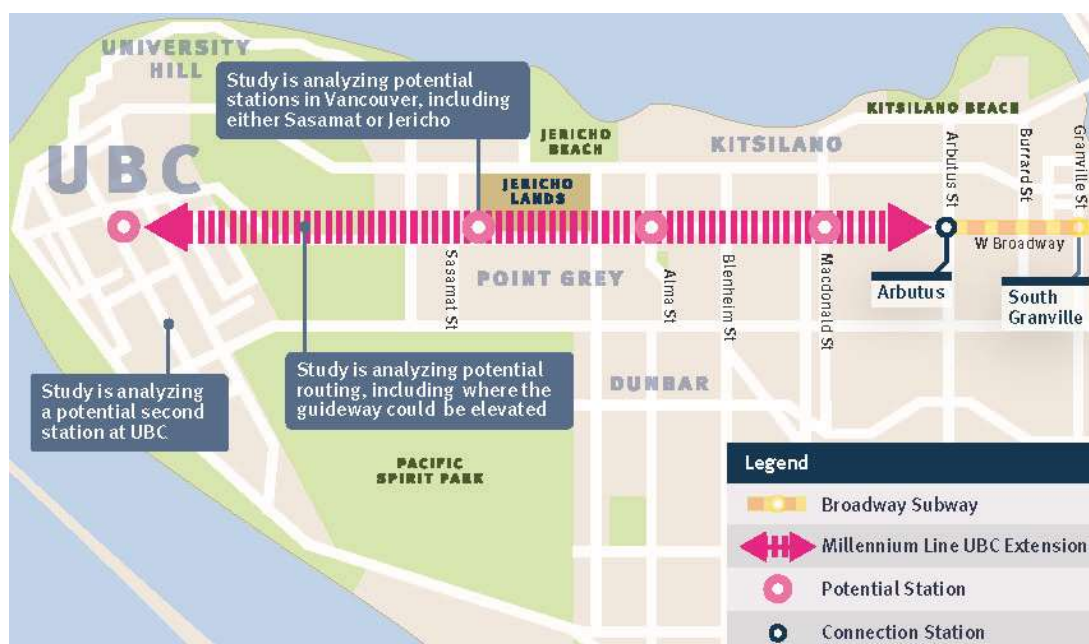 UNIVERSITY
HILL
Study is analyzing potential
stations in Vancouver, including
either Sasamat or Jericho
KITSILANO BEACH
JERICHO
BEACH
KITSILANO
Arbutus St
Burrard St
Granville St
UBC
JERICHO
LANDS
W Broadway
Sasamat St
POINT GREY
Alma St
Blenheim St
Macdonald St
Arbutus
South
Granville
Study is analyzing
a potential second
station at UBC
Study is analyzing potential
routing, including where the
guideway could be elevated
DUNBAR
PACIFIC
SPIRIT PARK
Legend
Broadway Subway
Millennium Line UBC Extension
Potential Station
Connection Station